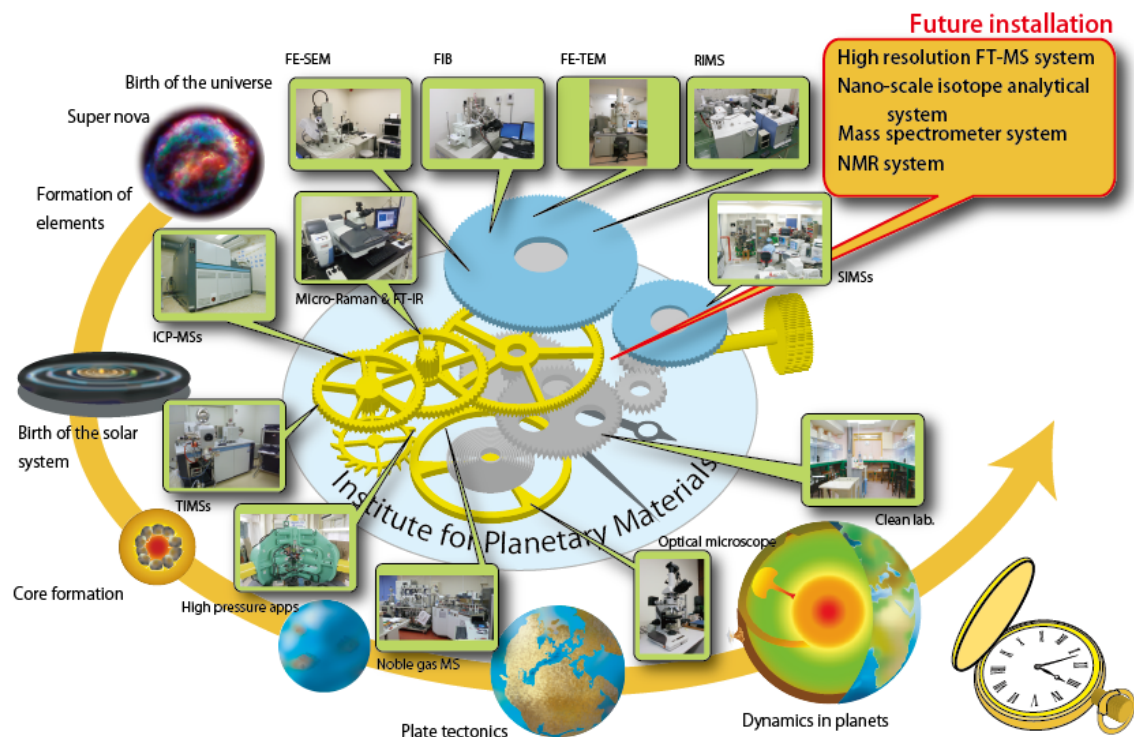 Future installation
High resolution FT-MS system
Nano-scale isotope analytical
system
Mass spectrometer system
NMR system
FE-SEM
FIB
FE-TEM
RIMS
Birth of the universe
Super nova
Formation of
elements
Micro-Raman & FT-IR
SIMSs
ICP-MSs
Birth of the solar
system
TIMSs
Institute for Planetary Materials
Clean lab.
Optical microscope
Core formation
High pressure apps.
Noble gas MS
Plate tectonics
Dynamics in planets